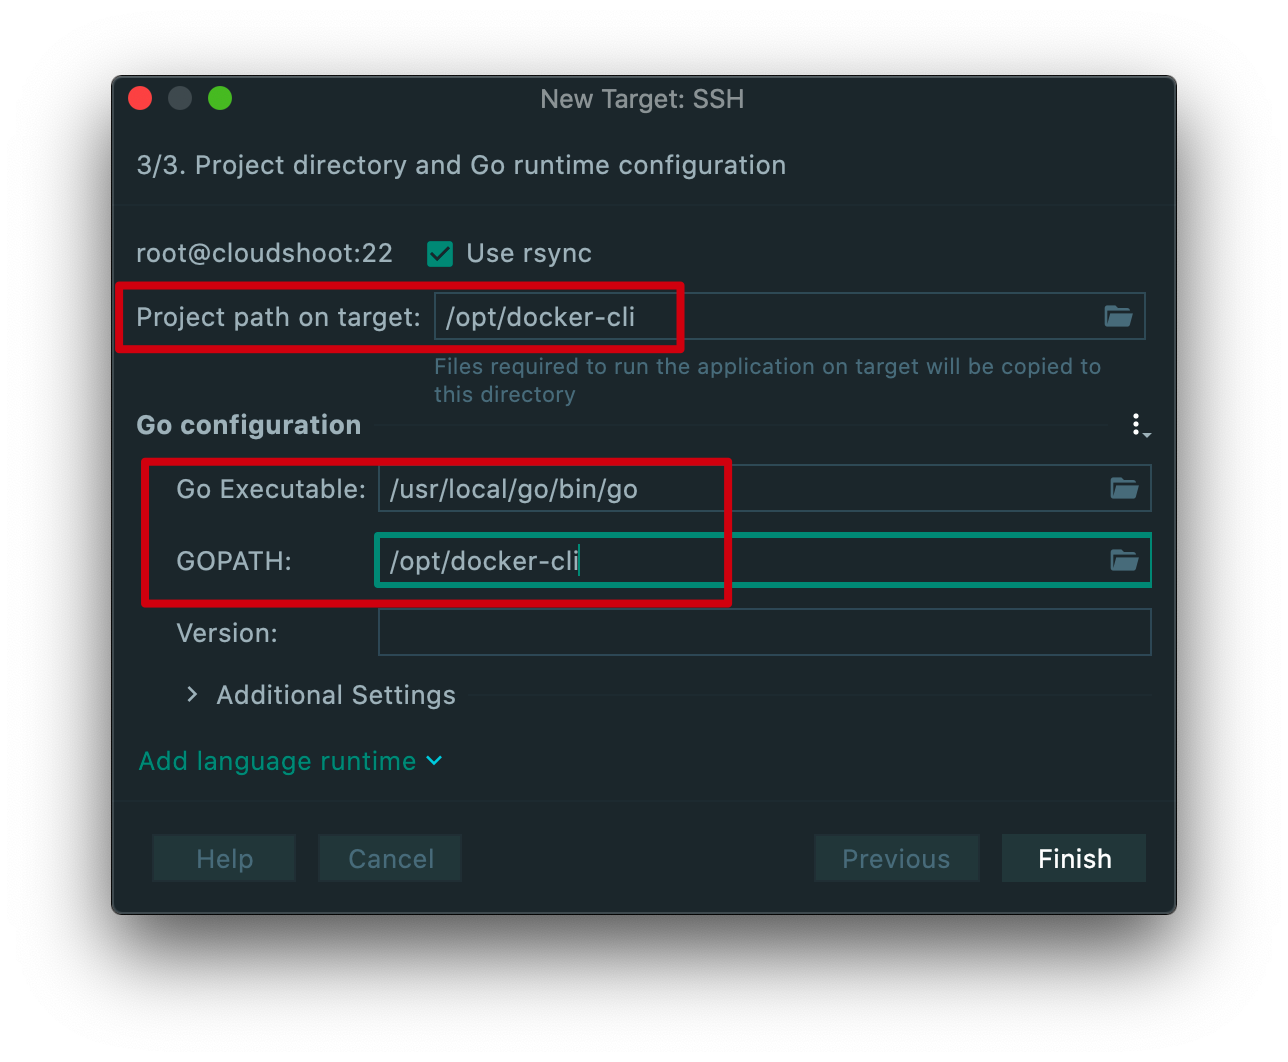 New Target: SSH
3/3. Project directory and Go runtime configuration
root@cloudshoot:22 Use rsync
Project path on target: /opt/docker-cli
Files required to run the application on target will be copied to
this directory
Go configuration
Go Executable: /usr/local/go/bin/go
GOPATH: /opt/docker-cli
Version:
Additional Settings
Add language runtime
Help Cancel Previous Finish